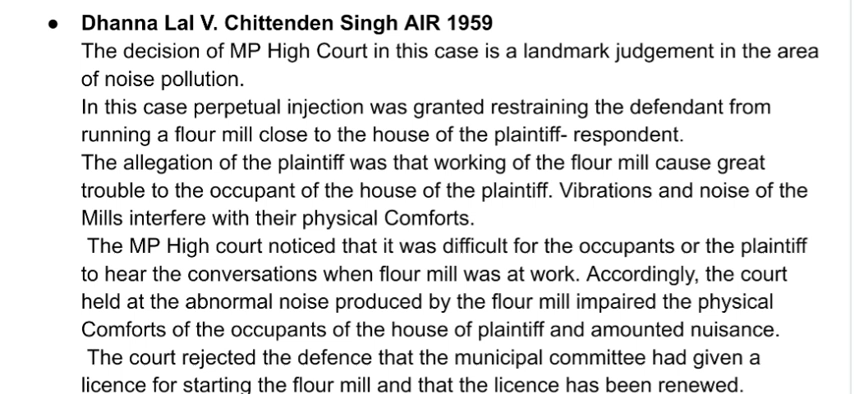 ● Dhanna Lal V. Chittenden Singh AIR 1959
The decision of MP High Court in this case is a landmark judgement in the area
of noise pollution.
In this case perpetual injection was granted restraining the defendant from
running a flour mill close to the house of the plaintiff- respondent.
The allegation of the plaintiff was that working of the flour mill cause great
trouble to the occupant of the house of the plaintiff. Vibrations and noise of the
Mills interfere with their physical Comforts.
The MP High court noticed that it was difficult for the occupants or the plaintiff
to hear the conversations when flour mill was at work. Accordingly, the court
held at the abnormal noise produced by the flour mill impaired the physical
Comforts of the occupants of the house of plaintiff and amounted nuisance.
The court rejected the defence that the municipal committee had given a
licence for starting the flour mill and that the licence has been renewed.